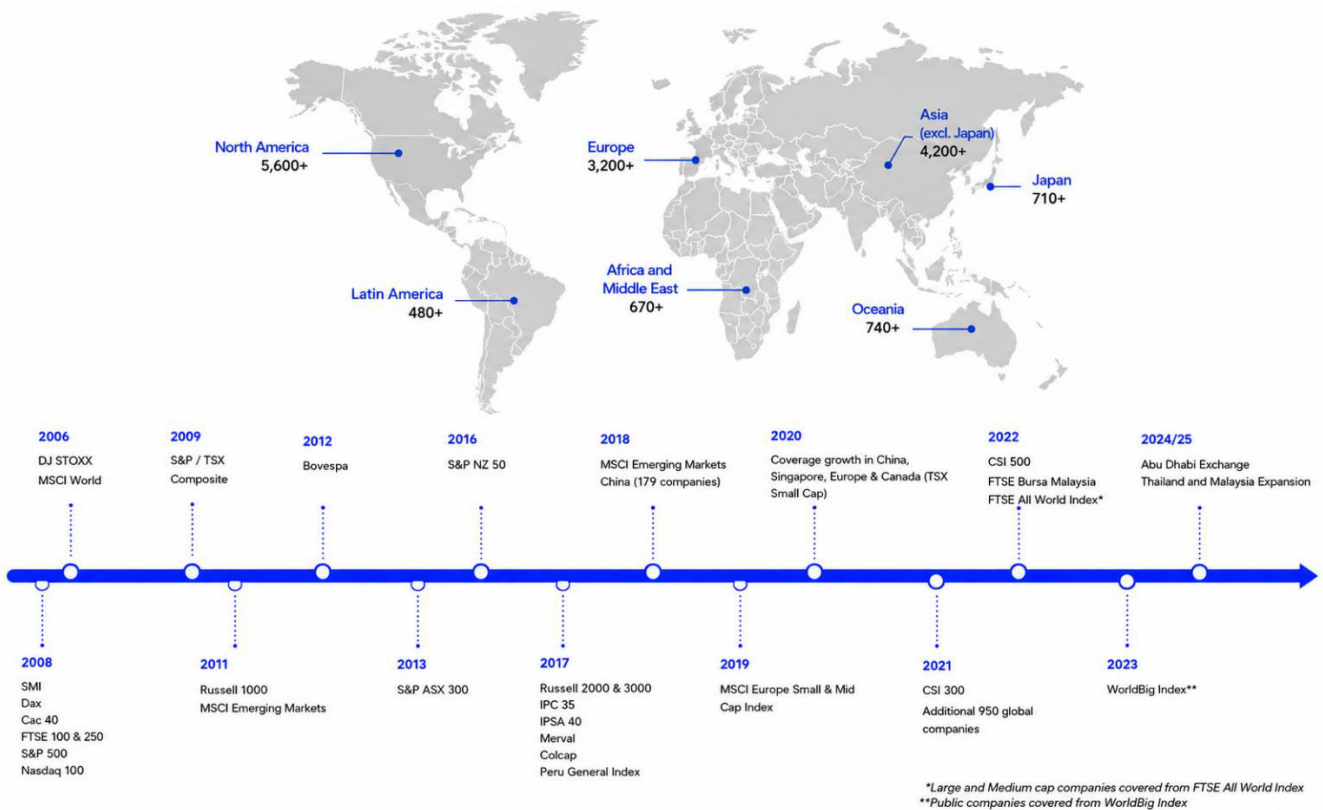 North America
5,600+
Europe
3,200+
Asia
(excl. Japan)
4,200+
Japan
710+
Latin America
480+
Africa and
Middle East
670+
Oceania
740+
2006
DJ STOXX
MSCI World
2009
S&P / TSX
Composite
2012
Bovespa
2016
S&P NZ 50
2018
MSCI Emerging Markets
China (179 companies)
2020
Coverage growth in China,
Singapore, Europe & Canada (TSX
Small Cap)
2022
CSI 500
FTSE Bursa Malaysia
FTSE All World Index*
2024/25
Abu Dhabi Exchange
Thailand and Malaysia Expansion
2008
SMI
Dax
Cac 40
FTSE 100 & 250
S&P 500
Nasdaq 100
2011
Russell 1000
MSCI Emerging Markets
2013
S&P ASX 300
2017
Russell 2000 & 3000
IPC 35
IPSA 40
Merval
Colcap
Peru General Index
2019
MSCI Europe Small & Mid
Cap Index
2021
CSI 300
Additional 950 global
companies
2023
WorldBig Index**
*Large and Medium cap companies covered from FTSE All World Index
**Public companies covered from WorldBig Index